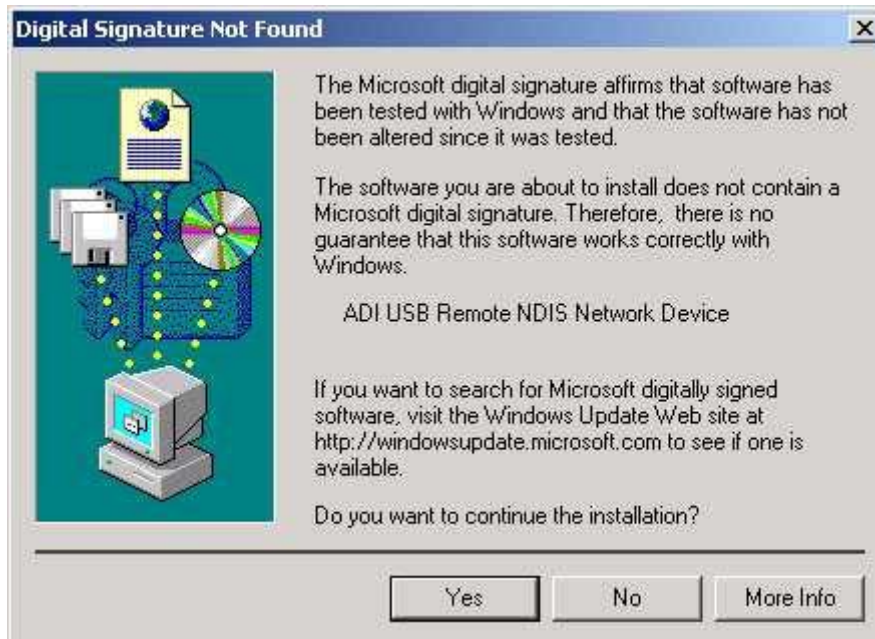 Digital Signature Not Found
The Microsoft digital signature affirms that software has
been tested with Windows and that the software has not
been altered since it was tested.
The software you are about to install does not contain a
Microsoft digital signature. Therefore, there is no
guarantee that this software works correctly with
Windows.
ADI USB Remote NDIS Network Device
If you want to search for Microsoft digitally signed
software, visit the Windows Update Web site at
http://windowsupdate.microsoft.com to see if one is
available.
Do you want to continue the installation?
Yes
No
More Info